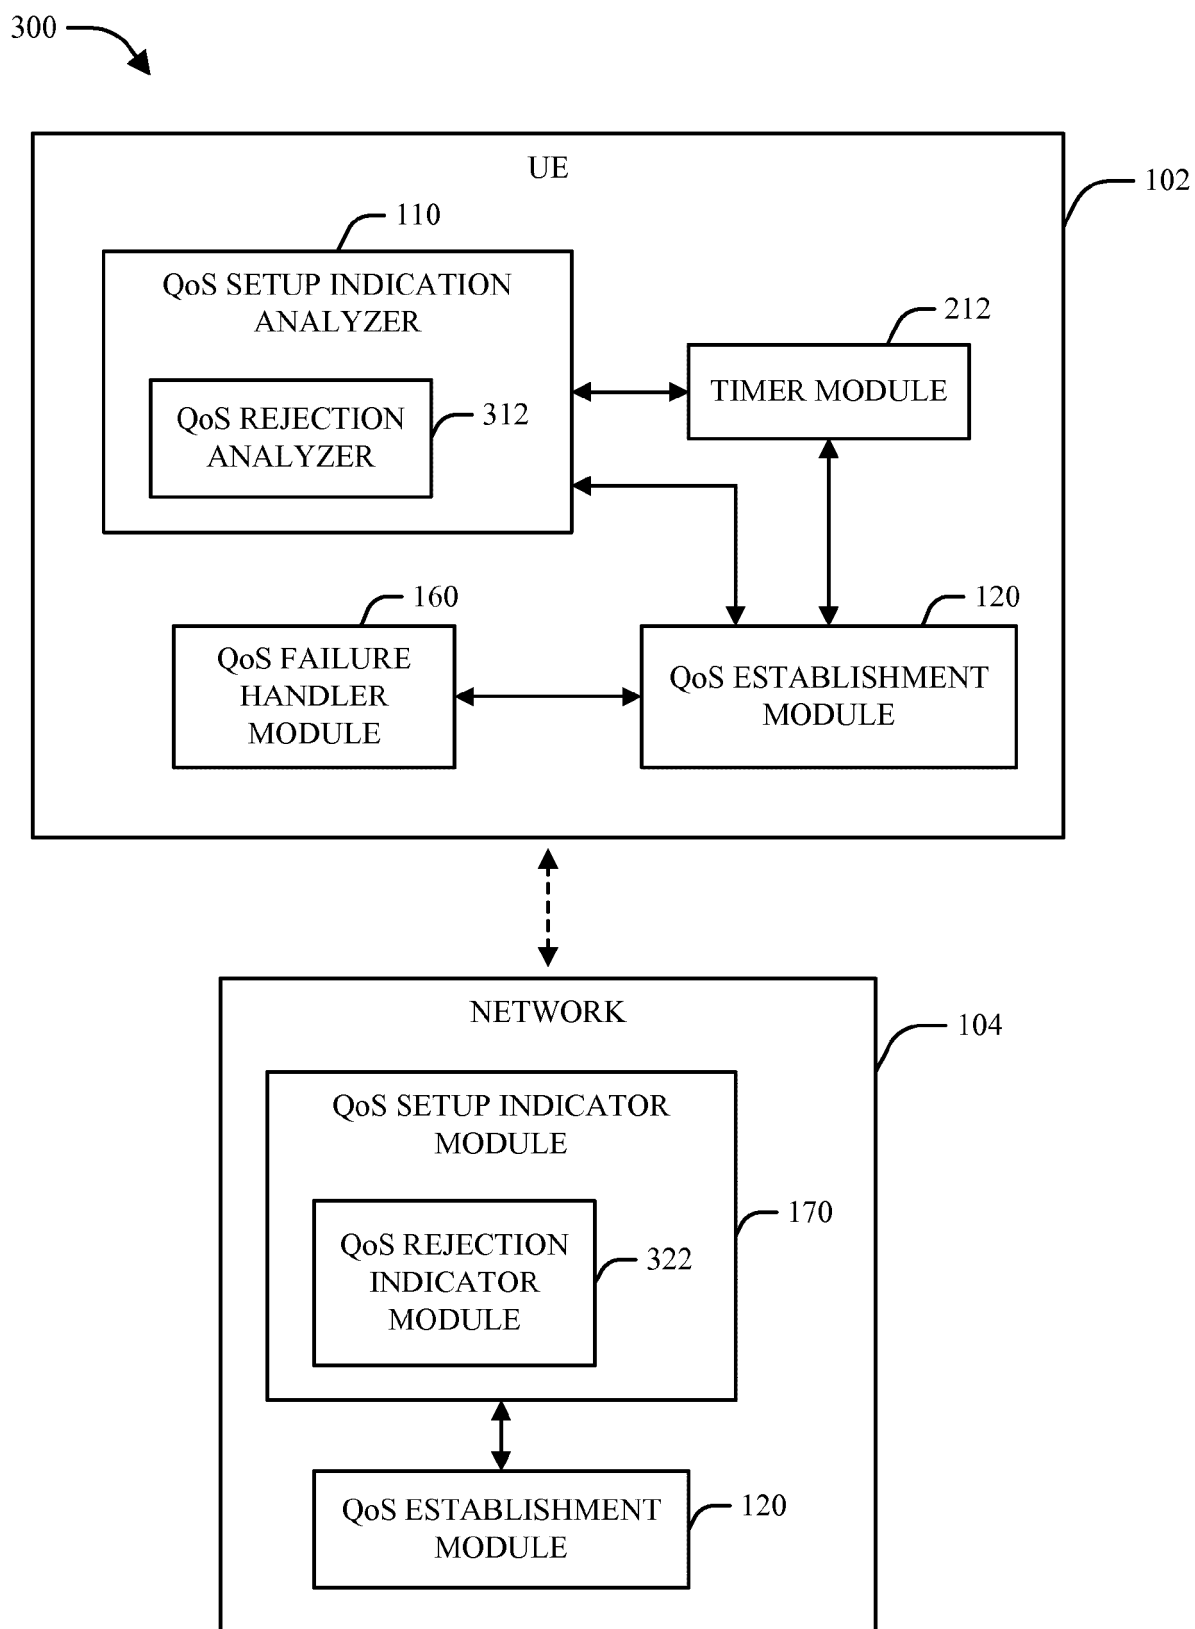 300
UE
102
110
QoS SETUP INDICATION
ANALYZER
212
TIMER MODULE
QoS REJECTION
ANALYZER
312
160
QoS FAILURE
HANDLER
MODULE
120
QoS ESTABLISHMENT
MODULE
NETWORK
104
QoS SETUP INDICATOR
MODULE
170
QoS REJECTION
INDICATOR
MODULE
322
QoS ESTABLISHMENT
MODULE
120